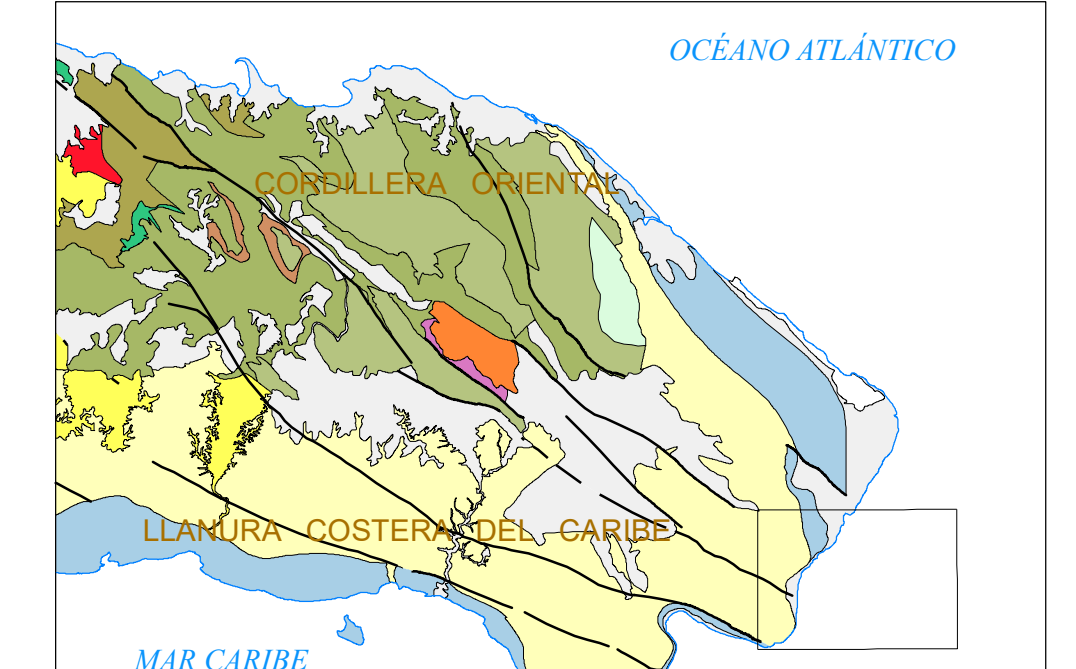 OCÉANO ATLÁNTICO
CORDILLERA ORIENTAL
LLANURA COSTERA DEL CARIBE
MAR CARIBE